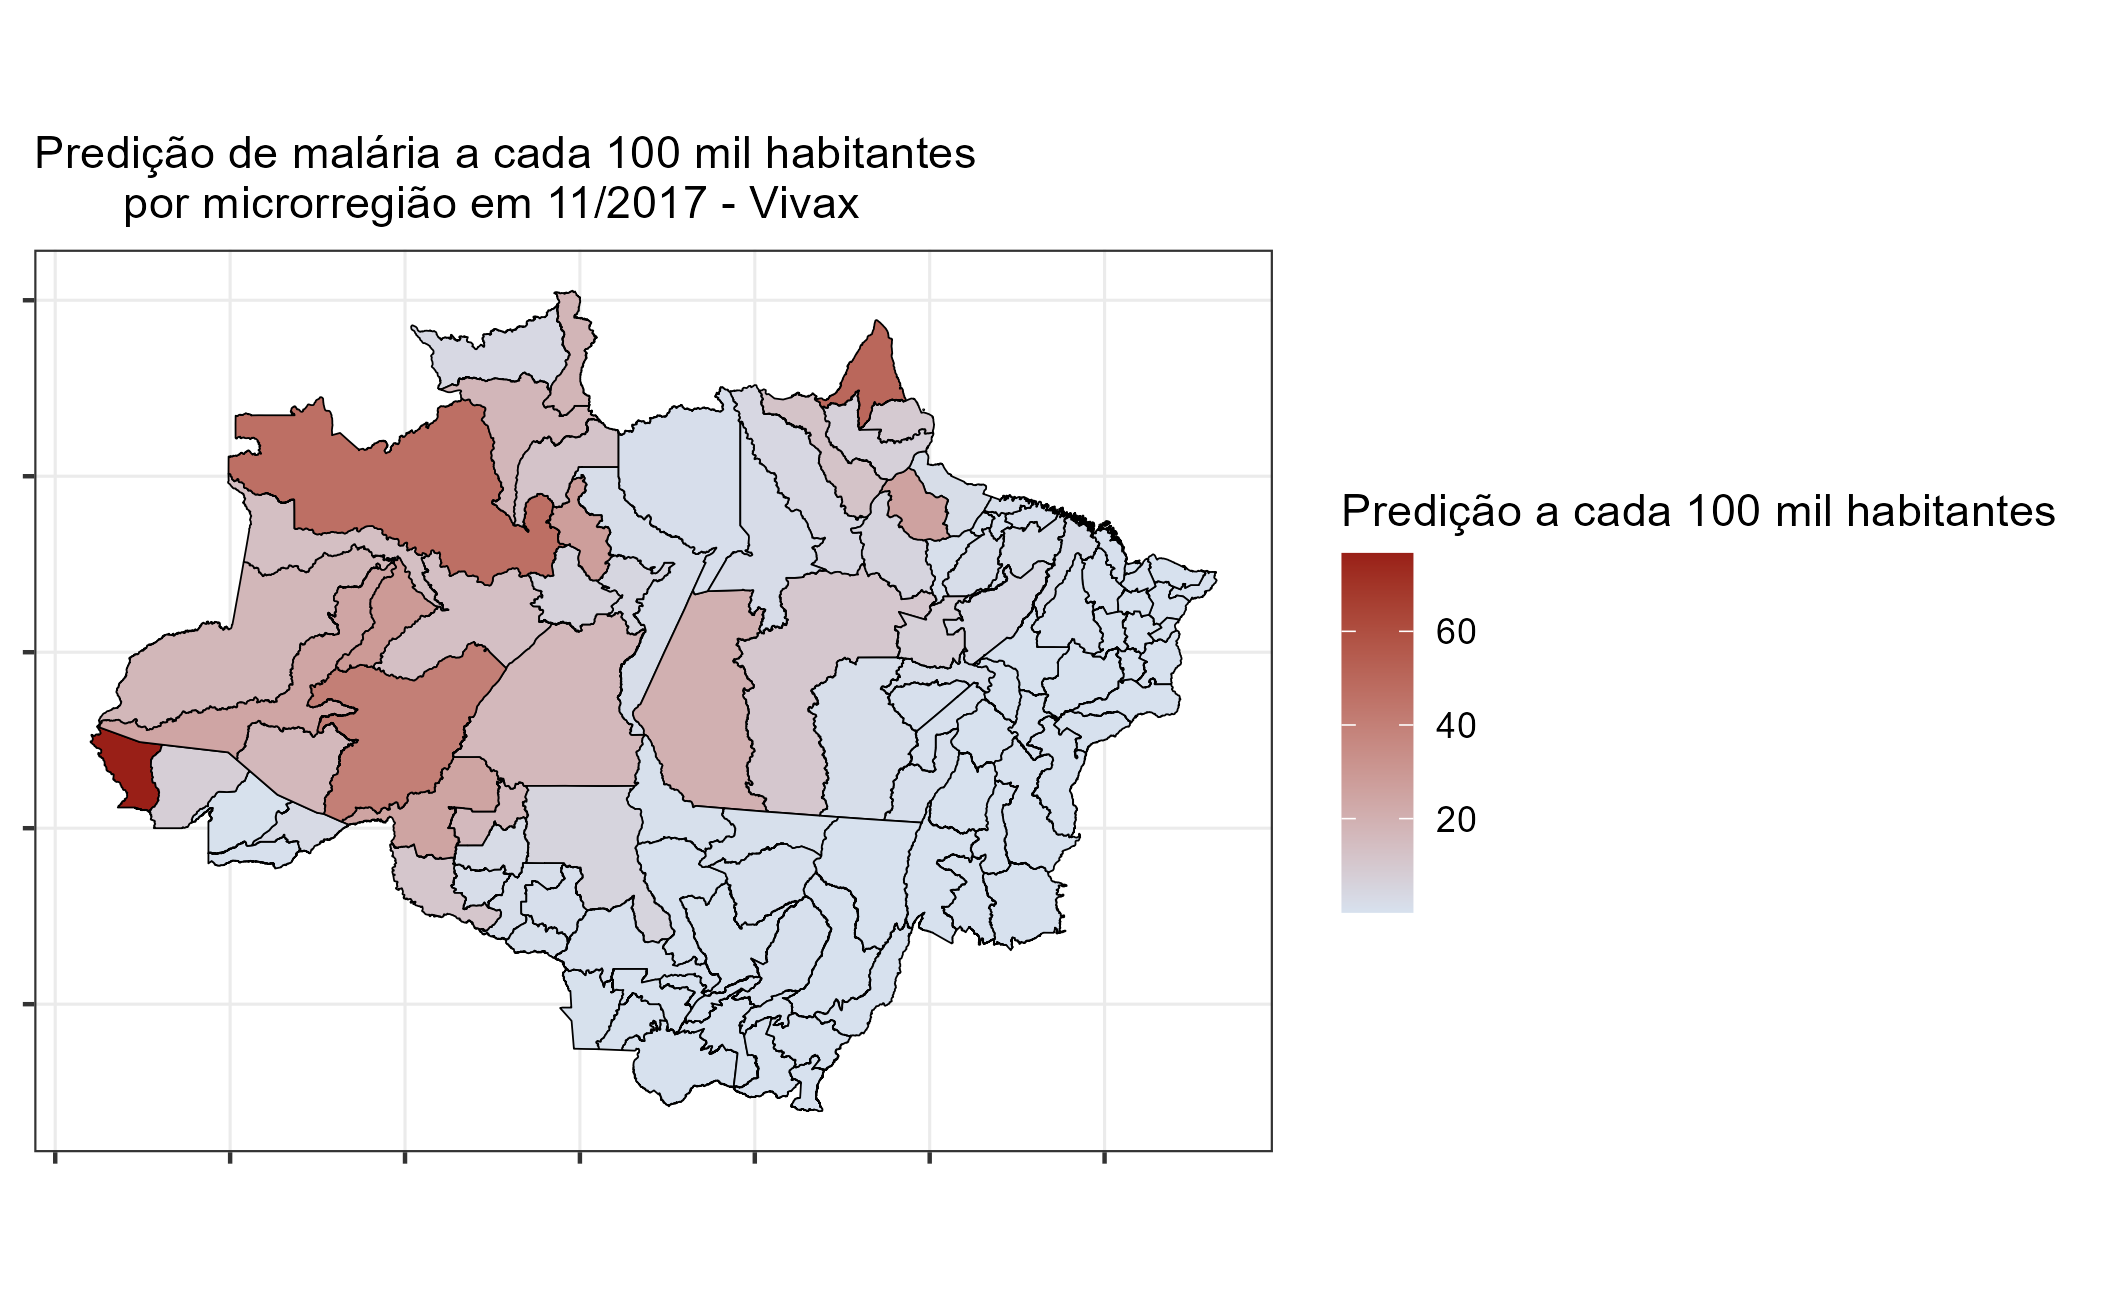 Predição de malária a cada 100 mil habitantes
por microrregião em 11/2017 - Vivax
Predição a cada 100 mil habitantes
60
40
20